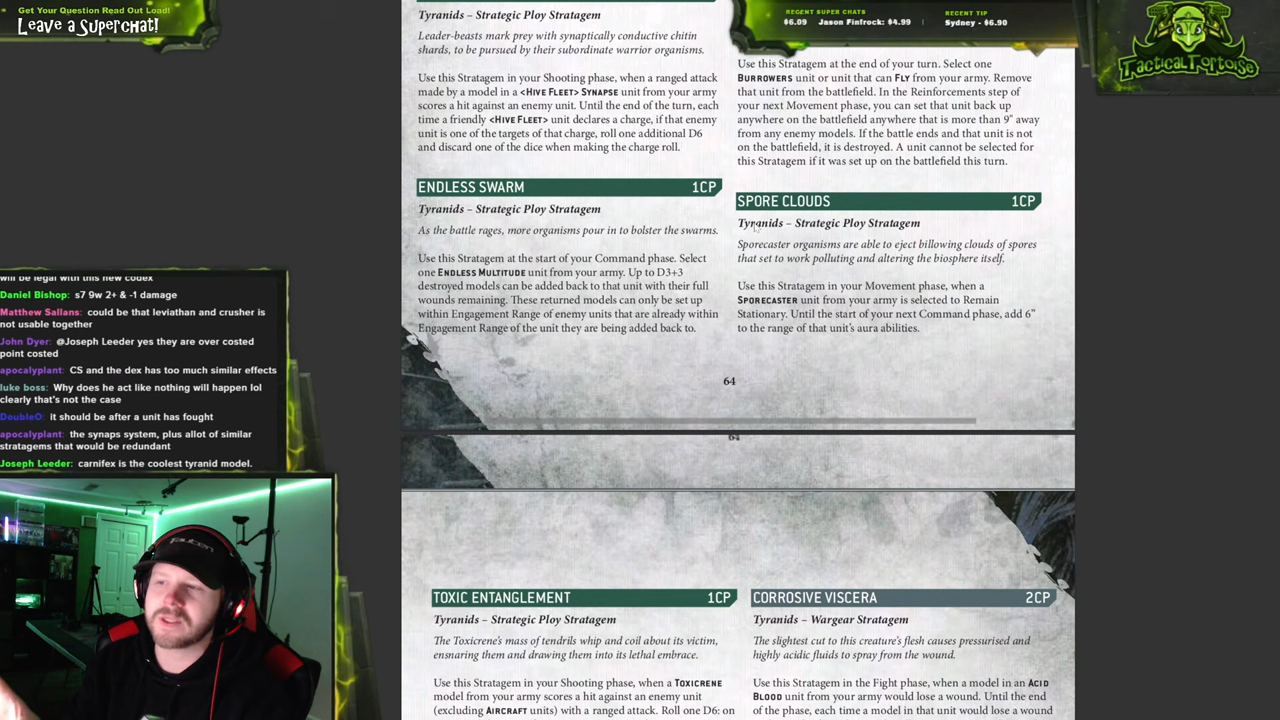 Get Your Question Read Out Load!
Leave a Superchat!
RECENT SUPER CHATS
$6.09 Jason Finfrock: $4.99
RECENT TIP
Sydney - $6.90
TacticalTortoise
Tyranids – Strategic Ploy Stratagem
Leader-beasts mark prey with synaptically conductive chitin
shards, to be pursued by their subordinate warrior organisms.
Use this Stratagem in your Shooting phase, when a ranged attack
made by a model in a <HIVE FLEET> SYNAPSE unit from your army
scores a hit against an enemy unit. Until the end of the turn, each
time a friendly <HIVE FLEET> unit declares a charge, if that enemy
unit is one of the targets of that charge, roll one additional D6
and discard one of the dice when making the charge roll.
ENDLESS SWARM 1CP
Tyranids – Strategic Ploy Stratagem
As the battle rages, more organisms pour in to bolster the swarms.
Use this Stratagem at the start of your Command phase. Select
one ENDLESS MULTITUDE unit from your army. Up to D3+3
destroyed models can be added back to that unit with their full
wounds remaining. These returned models can only be set up
within Engagement Range of enemy units that are already within
Engagement Range of the unit they are being added back to.
Use this Stratagem at the end of your turn. Select one
BURROWERS unit or unit that can FLY from your army. Remove
that unit from the battlefield. In the Reinforcements step of
your next Movement phase, you can set that unit back up
anywhere on the battlefield anywhere that is more than 9" away
from any enemy models. If the battle ends and that unit is not
on the battlefield, it is destroyed. A unit cannot be selected for
this Stratagem if it was set up on the battlefield this turn.
SPORE CLOUDS 1CP
Tyranids – Strategic Ploy Stratagem
Sporecaster organisms are able to eject billowing clouds of spores
that set to work polluting and altering the biosphere itself.
Use this Stratagem in your Movement phase, when a
SPORECASTER unit from your army is selected to Remain
Stationary. Until the start of your next Command phase, add 6"
to the range of that unit's aura abilities.
64
64
will be legal with this new codex
Daniel Bishop: s7 9w 2+ & -1 damage
Matthew Sallans: could be that leviathan and crusher is
not usable together
John Dyer: @Joseph Leeder yes they are over costed
point costed
apocalypiant: CS and the dex has too much similar effects
luke boss: Why does he act like nothing will happen lol
clearly that's not the case
DoubleO: it should be after a unit has fought
apocalypiant: the synaps system, plus allot of similar
stratagems that would be redundant
Joseph Leeder: carnifex is the coolest tyranid model.
TOXIC ENTANGLEMENT 1CP
Tyranids – Strategic Ploy Stratagem
The Toxicrene's mass of tendrils whip and coil about its victim,
ensnaring them and drawing them into its lethal embrace.
Use this Stratagem in your Shooting phase, when a TOXICRENE
model from your army scores a hit against an enemy unit
(excluding AIRCRAFT units) with a ranged attack. Roll one D6: on
CORROSIVE VISCERA 2CP
Tyranids – Wargear Stratagem
The slightest cut to this creature's flesh causes pressurised and
highly acidic fluids to spray from the wound.
Use this Stratagem in the Fight phase, when a model in an ACID
BLOOD unit from your army would lose a wound. Until the end
of the phase, each time a model in that unit would lose a wound